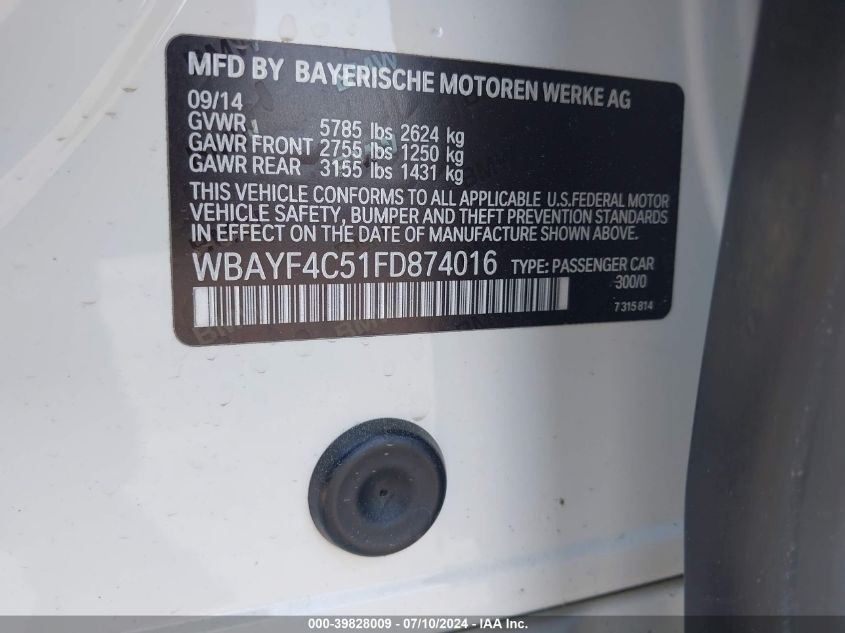 MFD BY BAYERISCHE MOTOREN WERKE AG
09/14
GVWR 5785 lbs 2624 kg
GAWR FRONT 2755 lbs 1250 kg
GAWR REAR 3155 lbs 1431 kg
THIS VEHICLE CONFORMS TO ALL APPLICABLE U.S.FEDERAL MOTOR
VEHICLE SAFETY, BUMPER AND THEFT PREVENTION STANDARDS
IN EFFECT ON THE DATE OF MANUFACTURE SHOWN ABOVE.
WBAYF4C51FD874016 TYPE: PASSENGER CAR
300/0
7 315 814
000-39828009 - 07/10/2024 - IAA Inc.